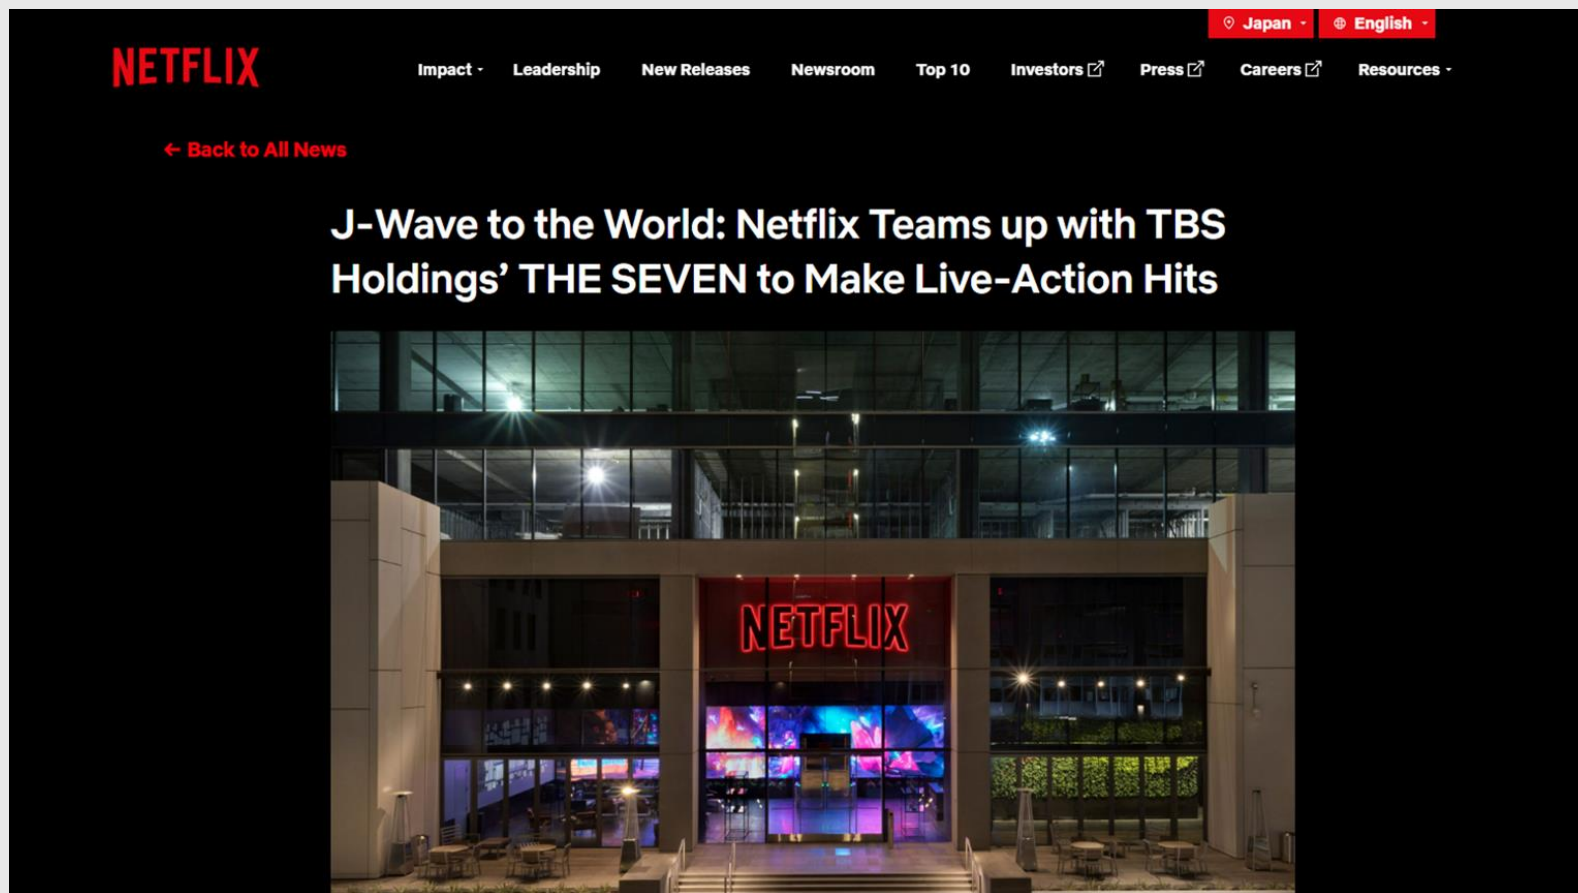 Japan
English
NETFLIX
Impact
Leadership
New Releases
Newsroom
Top 10
Investors
Press
Careers
Resources
← Back to All News
J-Wave to the World: Netflix Teams up with TBS
Holdings’ THE SEVEN to Make Live-Action Hits
NETFLIX